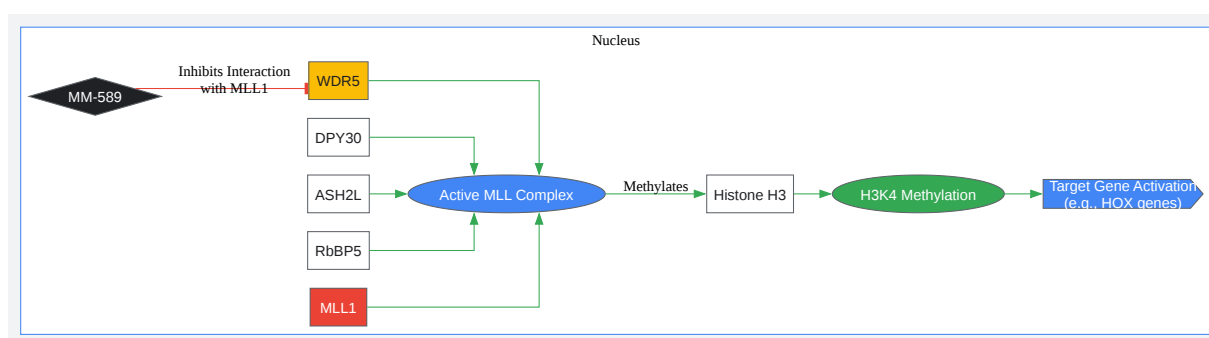 Nucleus
Inhibits Interaction
with MLL1
MM-589
WDR5
DPY30
ASH2L
RbBP5
MLL1
Active MLL Complex
Methylates
Histone H3
H3K4 Methylation
Target Gene Activation
(e.g., HOX genes)